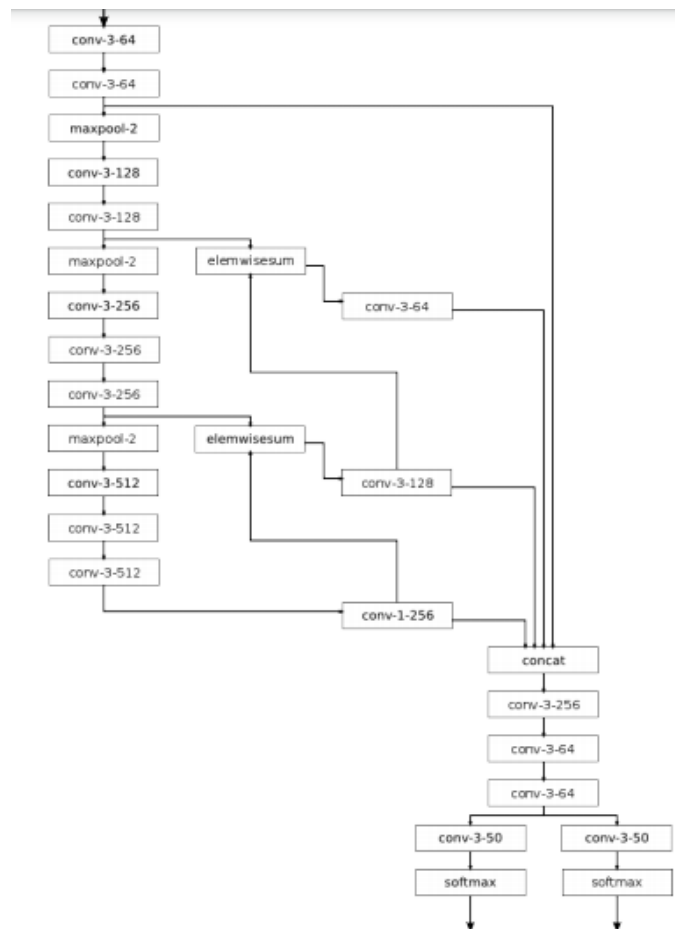 conv-3-64
conv-3-64
maxpool-2
conv-3-128
conv-3-128
maxpool-2
elemwisesum
conv-3-256
conv-3-64
conv-3-256
conv-3-256
maxpool-2
elemwisesum
conv-3-512
conv-3-128
conv-3-512
conv-3-512
conv-1-256
concat
conv-3-256
conv-3-64
conv-3-64
conv-3-50
conv-3-50
softmax
softmax